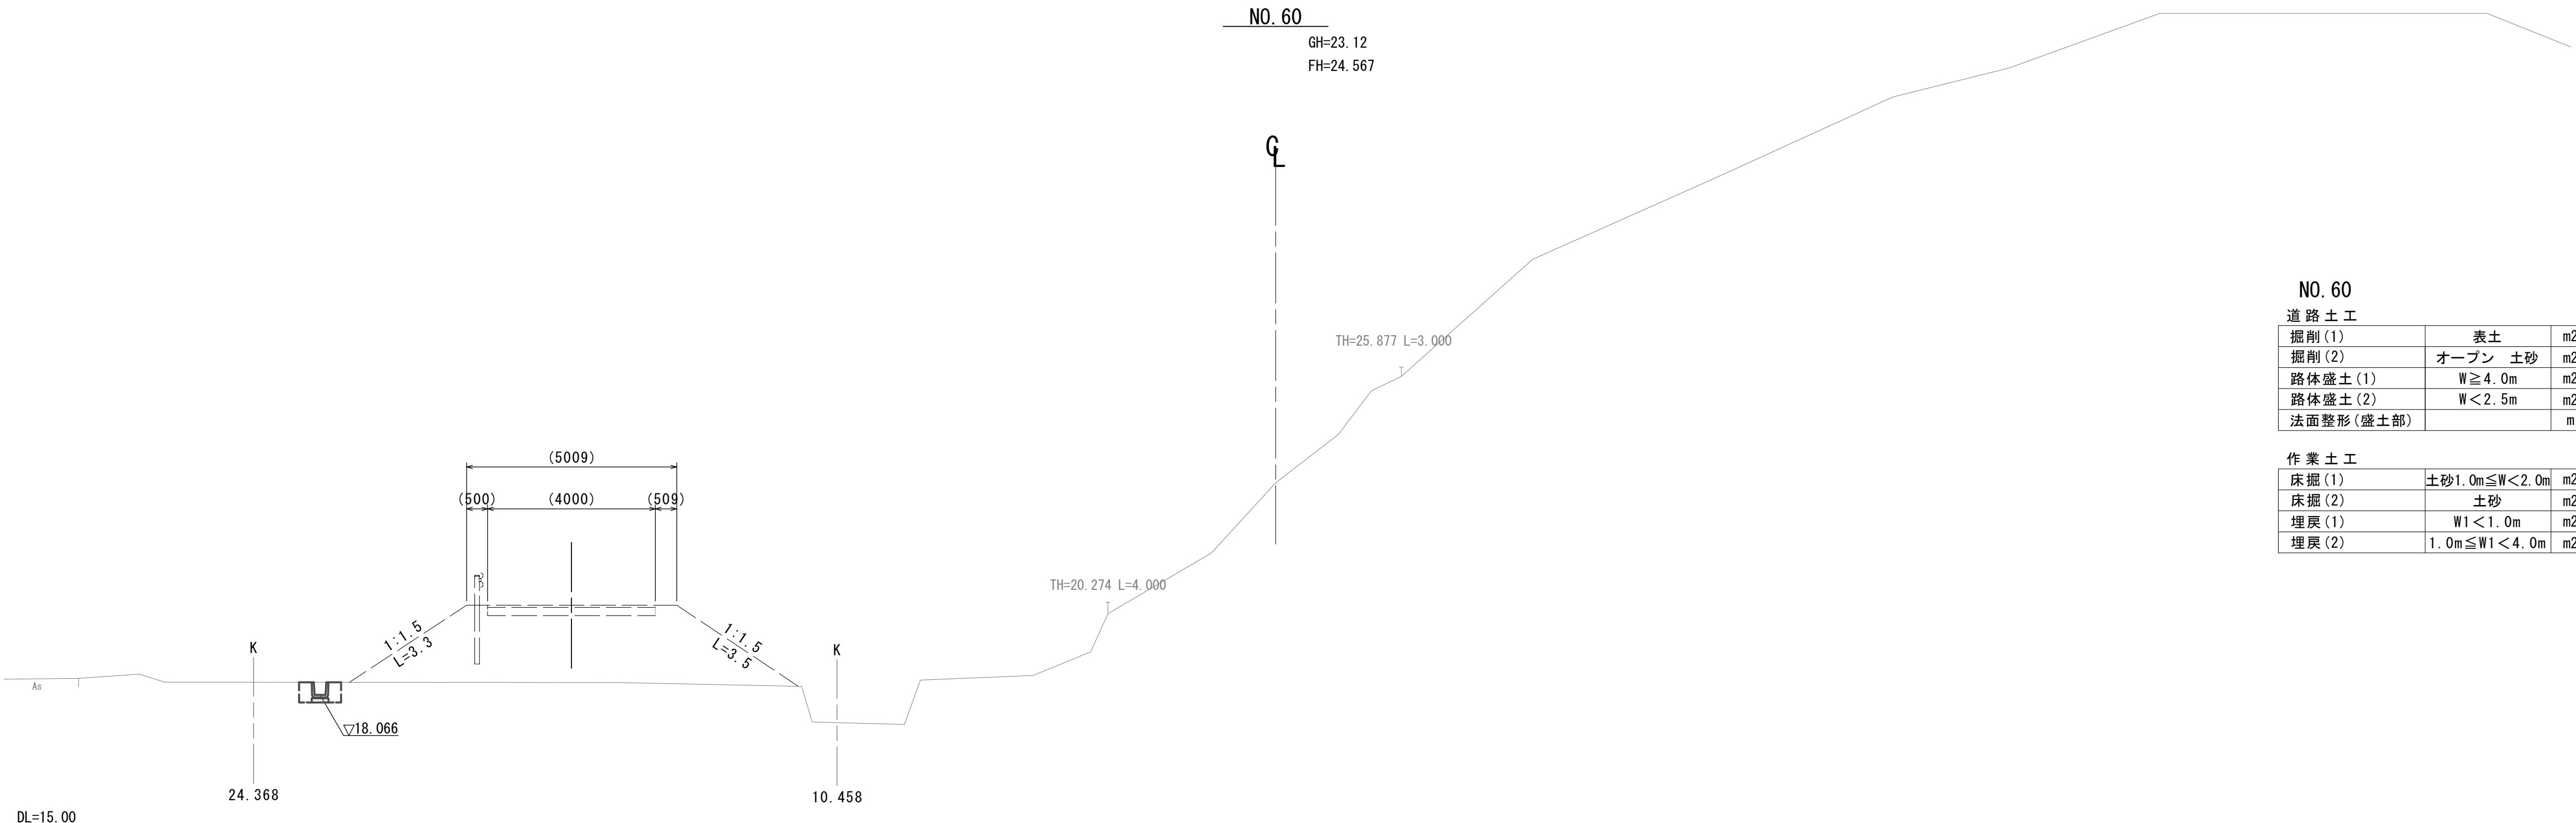 NO.60
GH=23.12
FH=24.567
CL
TH=25.877 L=3.000
NO.60
道路土工
掘削(1) 表土 m2
掘削(2) オープン 土砂 m2
路体盛土(1) W≧4.0m m2
路体盛土(2) W＜2.5m m2
法面整形(盛土部) m
作業土工
床掘(1) 土砂1.0m≦W＜2.0m m2
床掘(2) 土砂 m2
埋戻(1) W1＜1.0m m2
埋戻(2) 1.0m≦W1＜4.0m m2
(5009)
(500) (4000) (509)
TH=20.274 L=4.000
1:1.5
L=3.3
1:1.5
L=3.5
K
K
As
▽18.066
24.368
10.458
DL=15.00